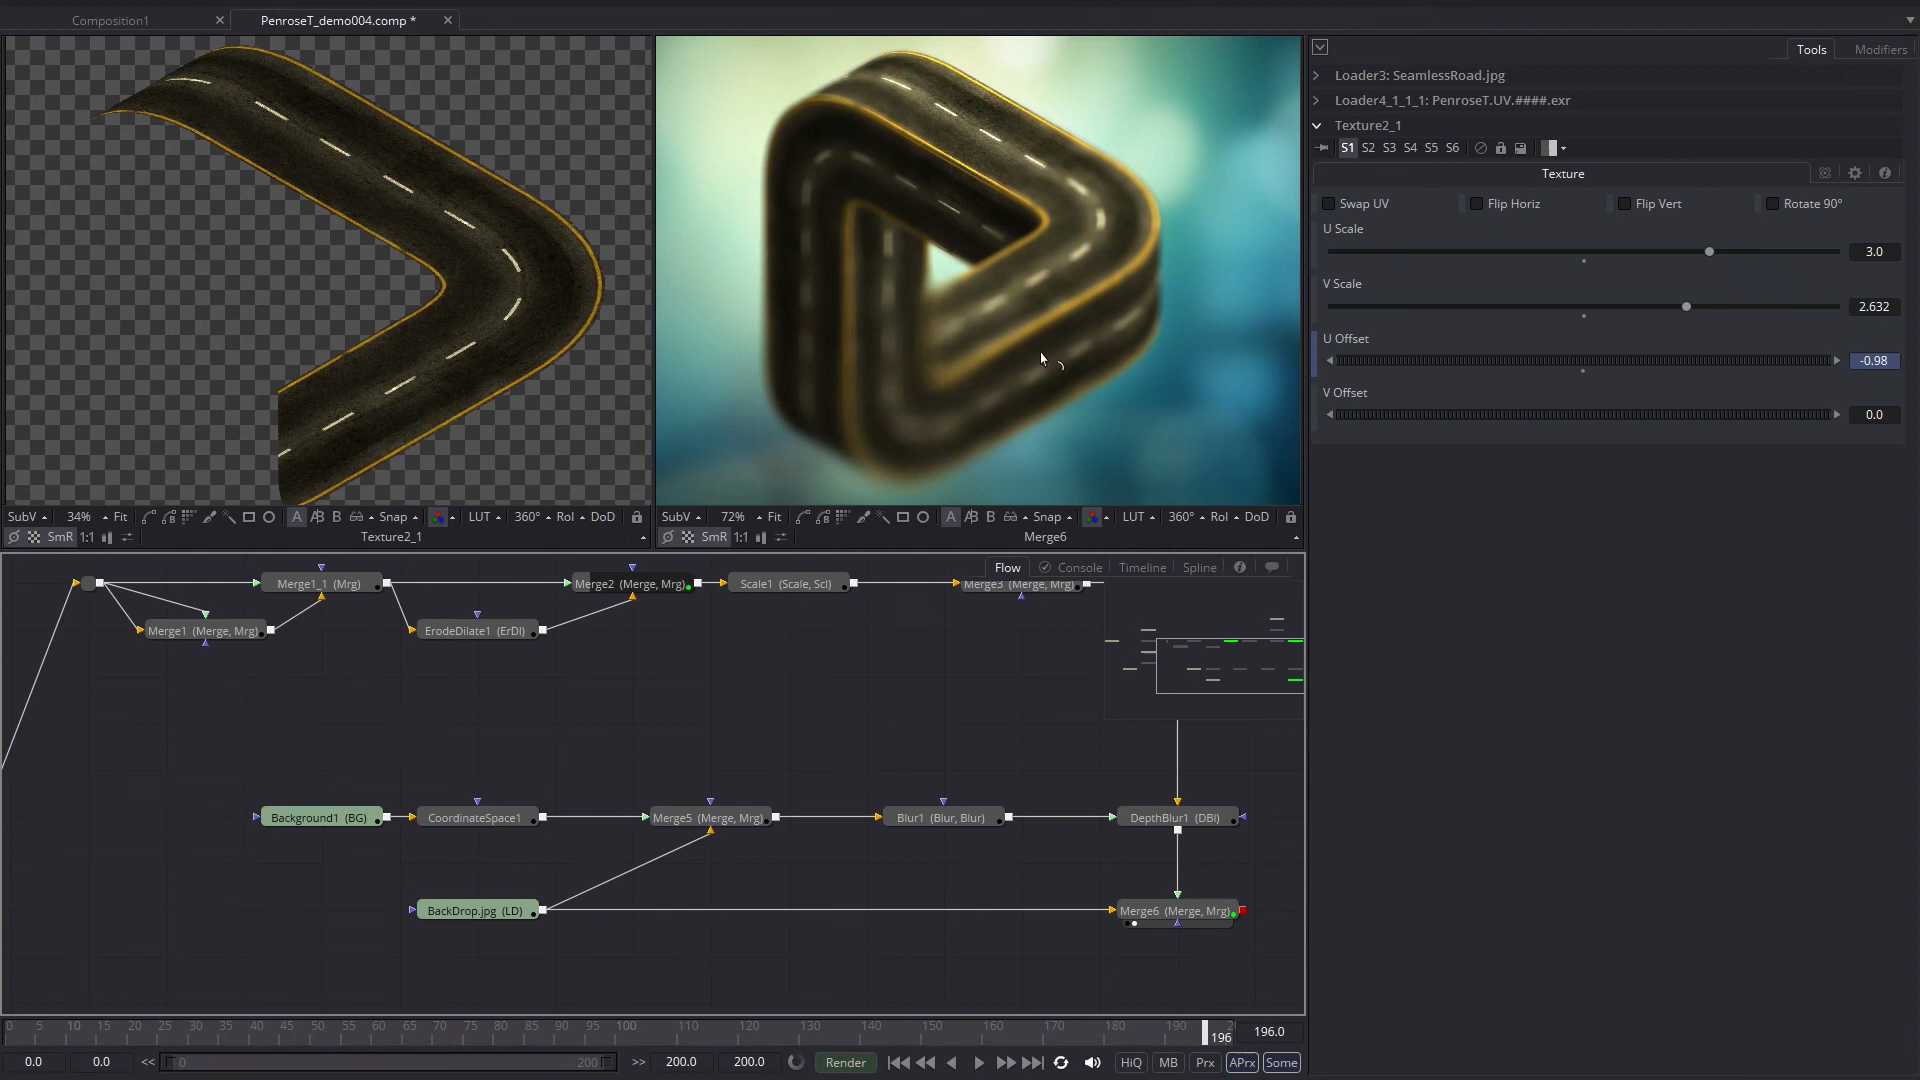 Composition1
PenroseT_demo004.comp *
Tools
Modifiers
Loader3: SeamlessRoad.jpg
Loader4_1_1_1: PenroseT.UV.####.exr
Texture2_1
S1 S2 S3 S4 S5 S6
Texture
Swap UV
Flip Horiz
Flip Vert
Rotate 90°
U Scale
3.0
V Scale
2.632
U Offset
-0.98
V Offset
0.0
SubV 34% Fit A A|B B Snap LUT 360° RoI DoD
SmR 1:1 Texture2_1
SubV 72% Fit A A|B B Snap LUT 360° RoI DoD
SmR 1:1 Merge6
Flow Console Timeline Spline
Merge1_1 (Mrg)
Merge2 (Merge, Mrg)
Scale1 (Scale, Scl)
Merge3 (Merge, Mrg)
Merge1 (Merge, Mrg)
ErodeDilate1 (ErDl)
Background1 (BG)
CoordinateSpace1
Merge5 (Merge, Mrg)
Blur1 (Blur, Blur)
DepthBlur1 (DBl)
BackDrop.jpg (LD)
Merge6 (Merge, Mrg)
0 5 10 15 20 25 30 35 40 45 50 55 60 65 70 75 80 85 90 95 100 110 120 130 140 150 160 170 180 190 196
196.0
0.0 0.0 << 0 200 >> 200.0 200.0 Render HiQ MB Prx APrx Some